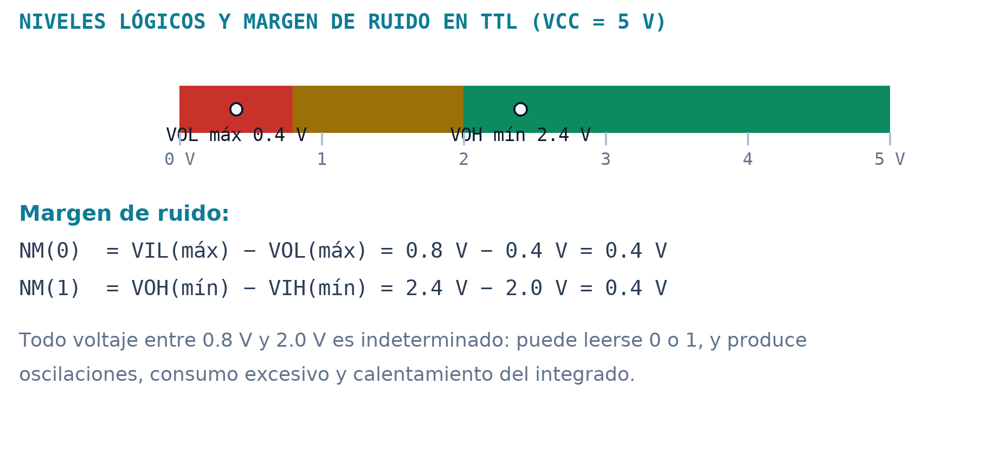 NIVELES LÓGICOS Y MARGEN DE RUIDO EN TTL (VCC = 5 V)
VOL máx 0.4 V VOH mín 2.4 V
0 V 1 2 3 4 5 V
Margen de ruido:
NM(0) = VIL(máx) − VOL(máx) = 0.8 V − 0.4 V = 0.4 V
NM(1) = VOH(mín) − VIH(mín) = 2.4 V − 2.0 V = 0.4 V
Todo voltaje entre 0.8 V y 2.0 V es indeterminado: puede leerse 0 o 1, y produce
oscilaciones, consumo excesivo y calentamiento del integrado.